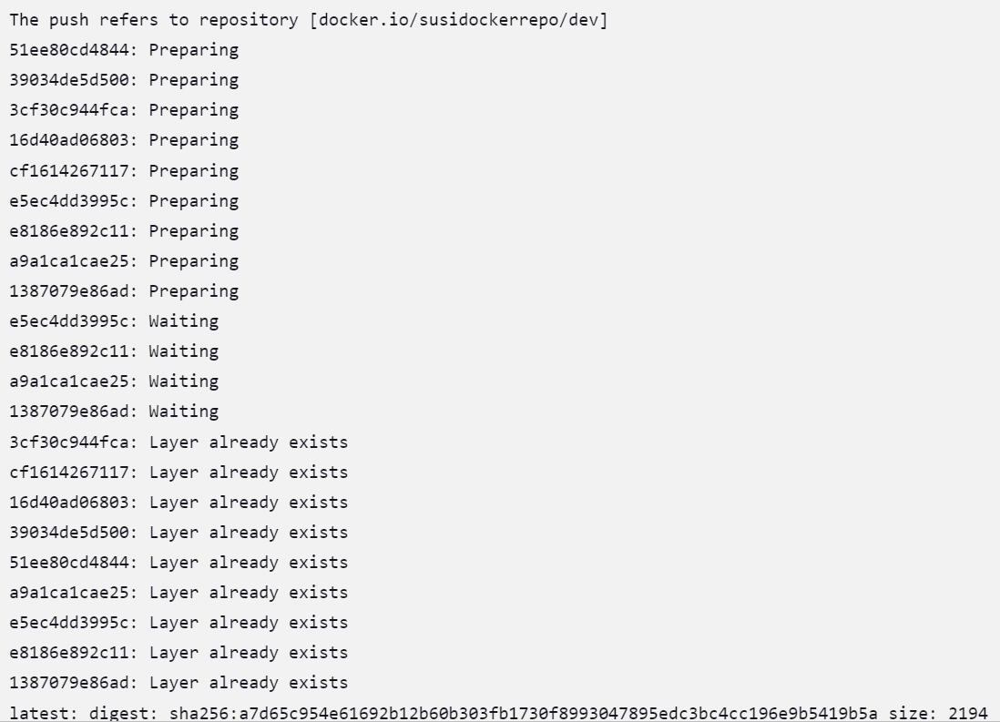 The push refers to repository [docker.io/susidockerrepo/dev]
51ee80cd4844: Preparing
39034de5d500: Preparing
3cf30c944fca: Preparing
16d40ad06803: Preparing
cf1614267117: Preparing
e5ec4dd3995c: Preparing
e8186e892c11: Preparing
a9a1ca1cae25: Preparing
1387079e86ad: Preparing
e5ec4dd3995c: Waiting
e8186e892c11: Waiting
a9a1ca1cae25: Waiting
1387079e86ad: Waiting
3cf30c944fca: Layer already exists
cf1614267117: Layer already exists
16d40ad06803: Layer already exists
39034de5d500: Layer already exists
51ee80cd4844: Layer already exists
a9a1ca1cae25: Layer already exists
e5ec4dd3995c: Layer already exists
e8186e892c11: Layer already exists
1387079e86ad: Layer already exists
latest: digest: sha256:a7d65c954e61692b12b60b303fb1730f8993047895edc3bc4cc196e9b5419b5a size: 2194